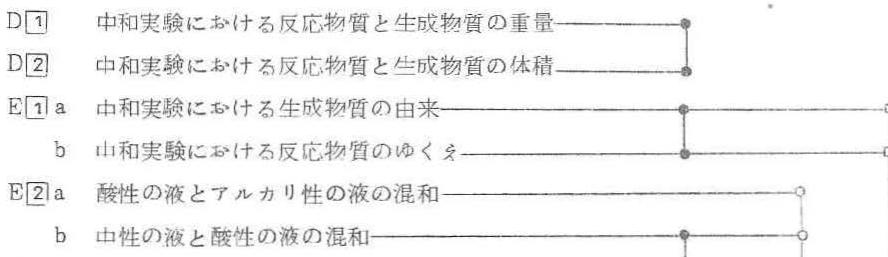 D1 中和実験における反応物質と生成物質の重量
D2 中和実験における反応物質と生成物質の体積
E1 a 中和実験における生成物質の由来
b 中和実験における反応物質のゆくえ
E2 a 酸性の液とアルカリ性の液の混和
b 中性の液と酸性の液の混和